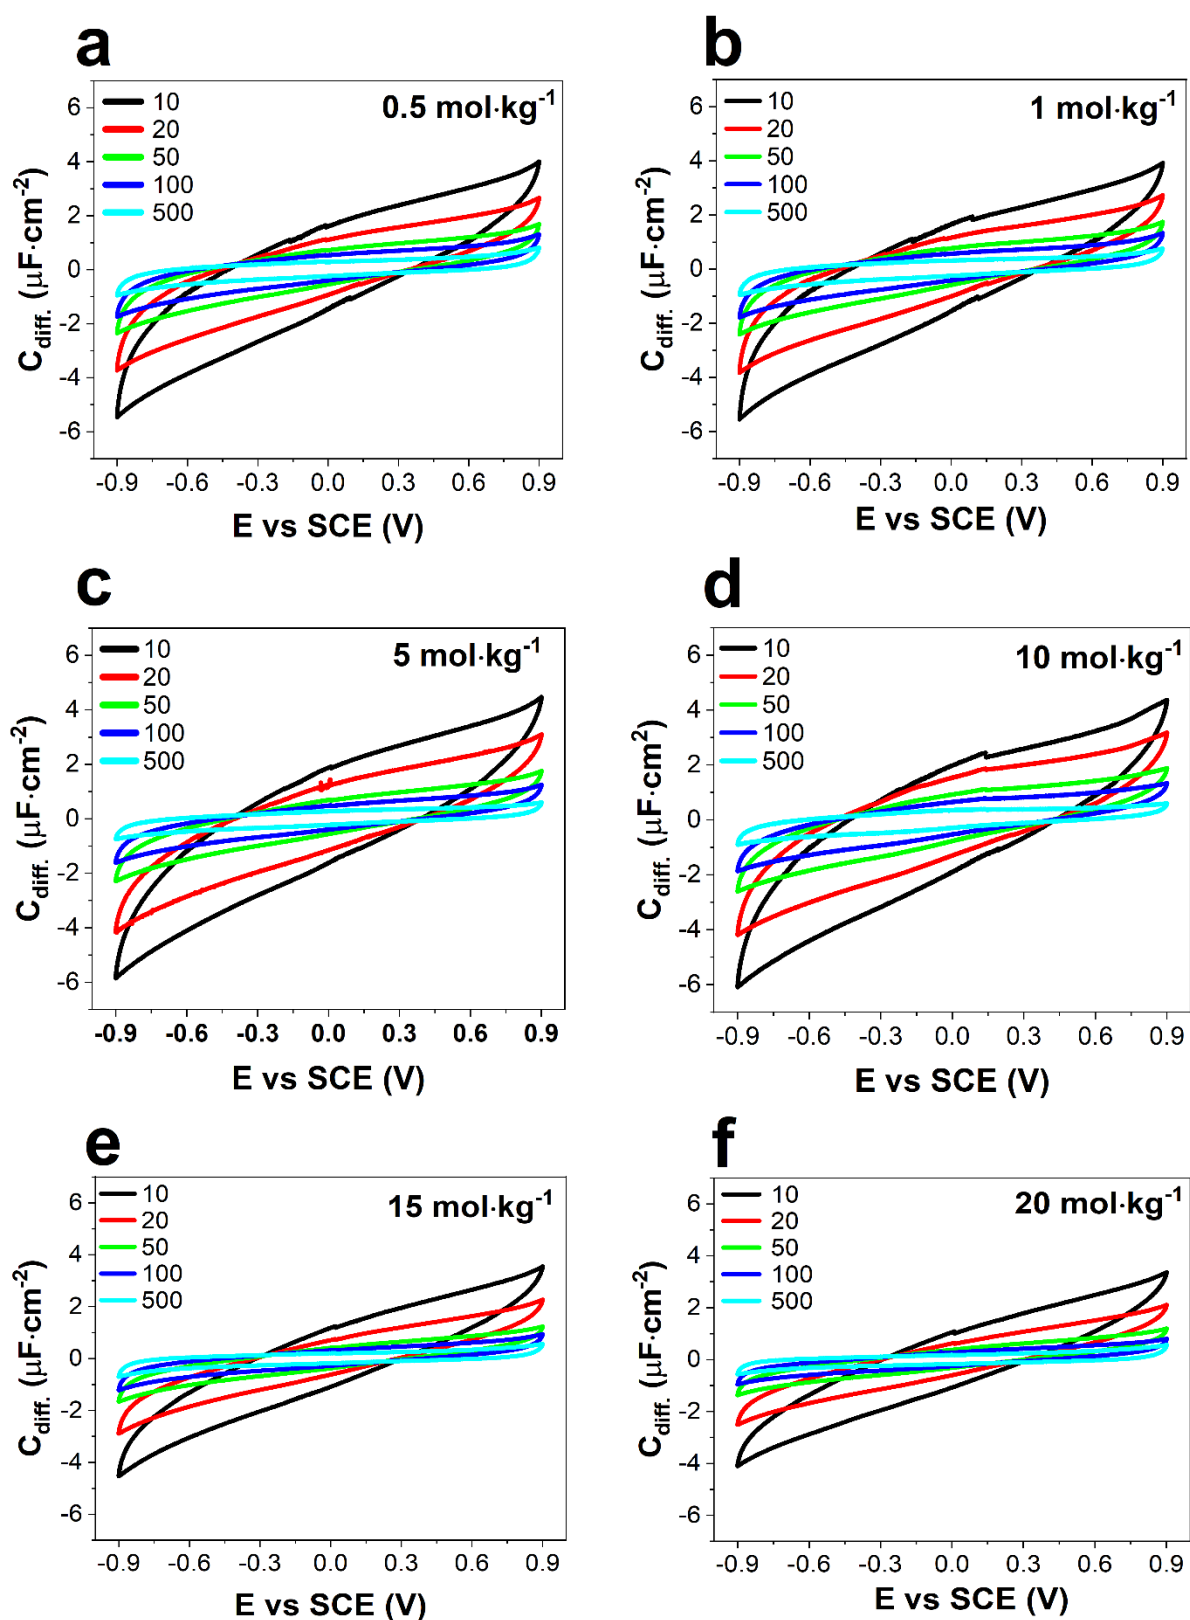 a
0.5 mol·kg⁻¹
10
20
50
100
500
6
4
2
0
-2
-4
-6
C_diff. (μF·cm⁻²)
-0.9 -0.6 -0.3 0.0 0.3 0.6 0.9
E vs SCE (V)
b
1 mol·kg⁻¹
10
20
50
100
500
6
4
2
0
-2
-4
-6
C_diff. (μF·cm⁻²)
-0.9 -0.6 -0.3 0.0 0.3 0.6 0.9
E vs SCE (V)
c
5 mol·kg⁻¹
10
20
50
100
500
6
4
2
0
-2
-4
-6
C_diff. (μF·cm⁻²)
-0.9 -0.6 -0.3 0.0 0.3 0.6 0.9
E vs SCE (V)
d
10 mol·kg⁻¹
10
20
50
100
500
6
4
2
0
-2
-4
-6
C_diff. (μF·cm²)
-0.9 -0.6 -0.3 0.0 0.3 0.6 0.9
E vs SCE (V)
e
15 mol·kg⁻¹
10
20
50
100
500
6
4
2
0
-2
-4
-6
C_diff. (μF·cm⁻²)
-0.9 -0.6 -0.3 0.0 0.3 0.6 0.9
E vs SCE (V)
f
20 mol·kg⁻¹
10
20
50
100
500
6
4
2
0
-2
-4
-6
C_diff. (μF·cm⁻²)
-0.9 -0.6 -0.3 0.0 0.3 0.6 0.9
E vs SCE (V)